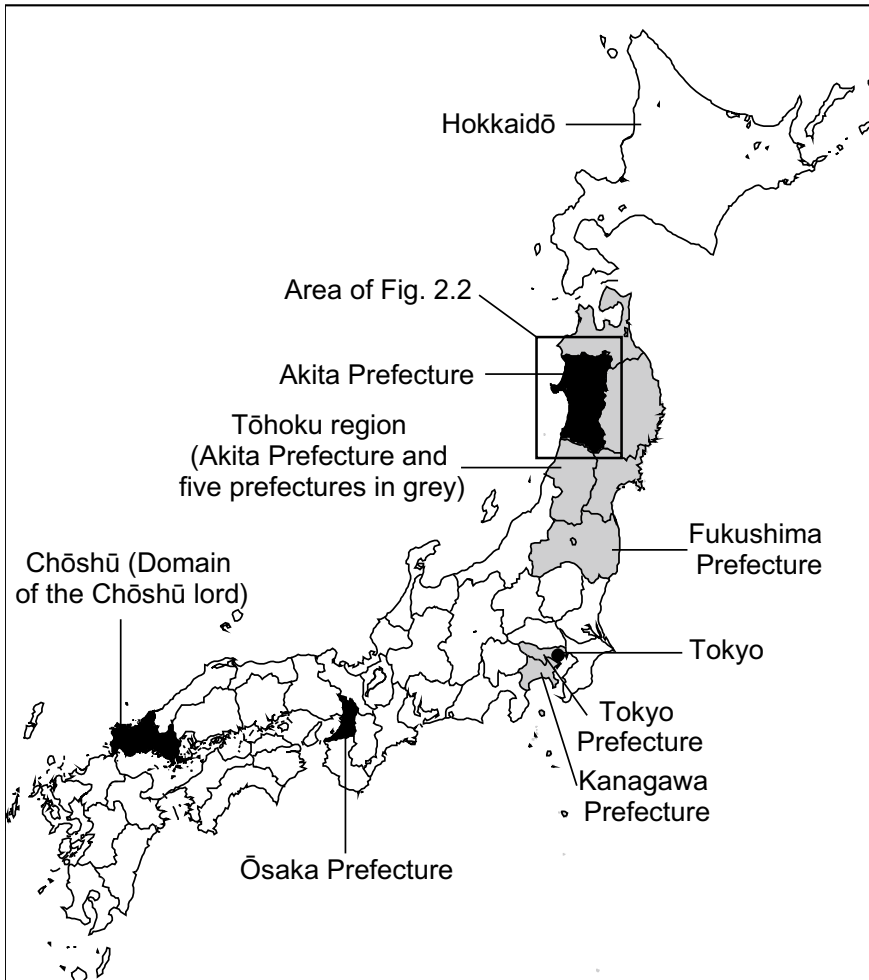 Hokkaidō
Area of Fig. 2.2
Akita Prefecture
Tōhoku region
(Akita Prefecture and
five prefectures in grey)
Fukushima
Prefecture
Chōshū (Domain
of the Chōshū lord)
Tokyo
Tokyo
Prefecture
Kanagawa
Prefecture
Ōsaka Prefecture